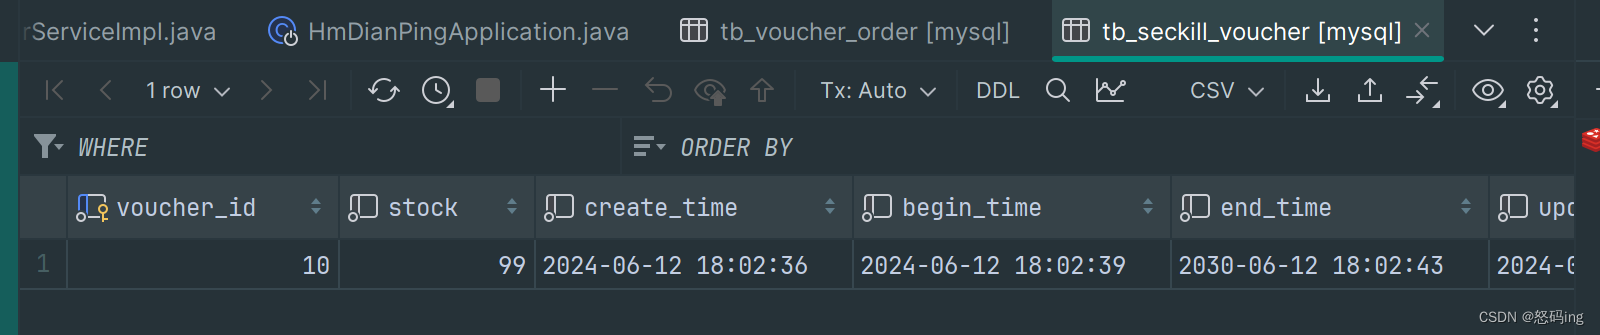 rServiceImpl.java HmDianPingApplication.java tb_voucher_order [mysql] tb_seckill_voucher [mysql]
1 row Tx: Auto DDL CSV
WHERE ORDER BY
voucher_id stock create_time begin_time end_time upd
1 10 99 2024-06-12 18:02:36 2024-06-12 18:02:39 2030-06-12 18:02:43 2024-0
CSDN @怒码ing